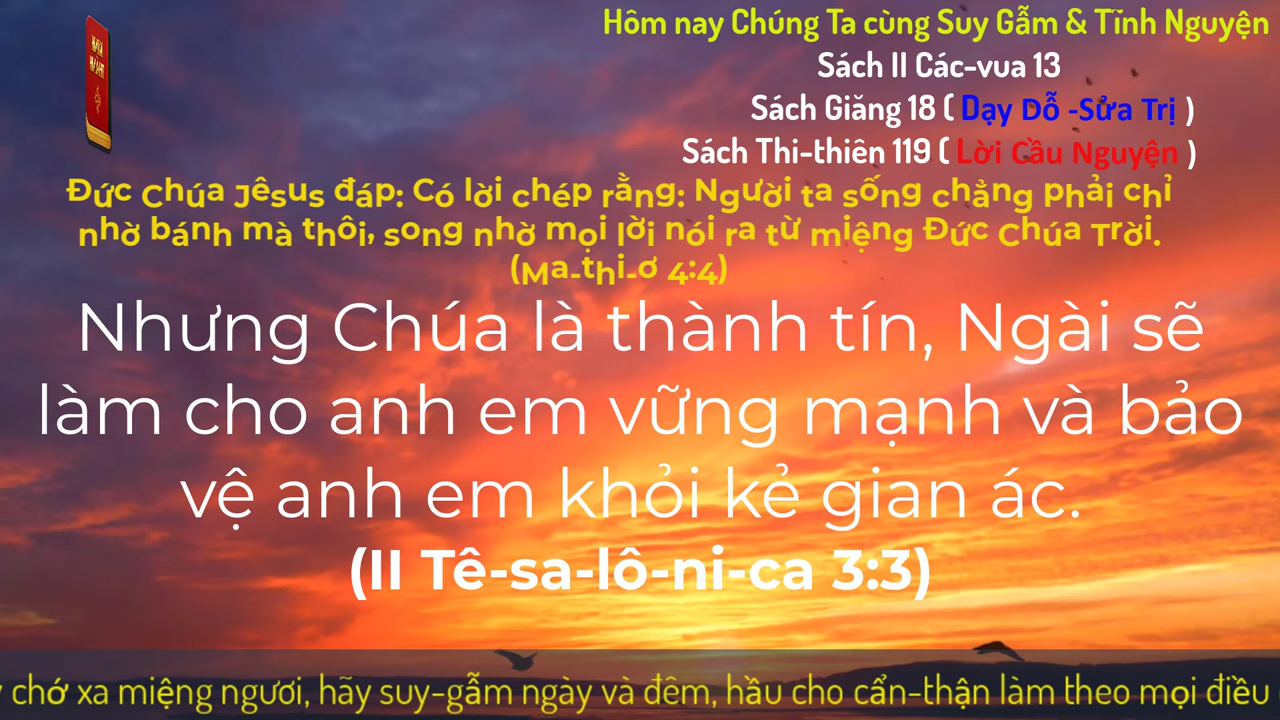 Hôm nay Chúng Ta cùng Suy Gẫm & Tĩnh Nguyện
Sách II Các-vua 13
Sách Giăng 18 ( Dạy Dỗ -Sửa Trị )
Sách Thi-thiên 119 ( Lời Cầu Nguyện )
Đức Chúa Jêsus đáp: Có lời chép rằng: Người ta sống chẳng phải chỉ
nhờ bánh mà thôi, song nhờ mọi lời nói ra từ miệng Đức Chúa Trời.
(Ma-thi-ơ 4:4)
Nhưng Chúa là thành tín, Ngài sẽ
làm cho anh em vững mạnh và bảo
vệ anh em khỏi kẻ gian ác.
(II Tê-sa-lô-ni-ca 3:3)
chớ xa miệng ngươi, hãy suy-gẫm ngày và đêm, hầu cho cẩn-thận làm theo mọi điều